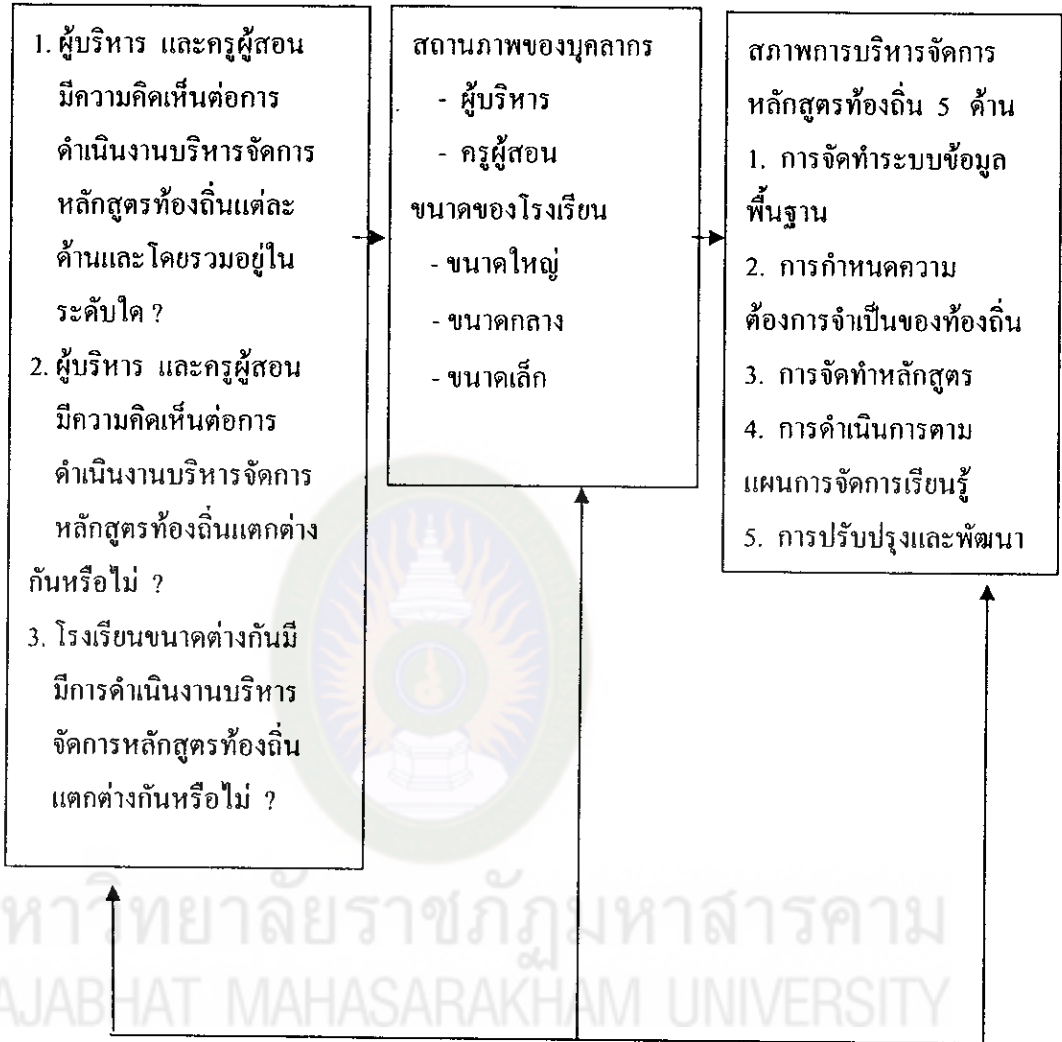 1. ผู้บริหาร และครูผู้สอน
มีความคิดเห็นต่อการ
ดำเนินงานบริหารจัดการ
หลักสูตรท้องถิ่นแต่ละ
ด้านและโดยรวมอยู่ใน
ระดับใด ?
2. ผู้บริหาร และครูผู้สอน
มีความคิดเห็นต่อการ
ดำเนินงานบริหารจัดการ
หลักสูตรท้องถิ่นแตกต่าง
กันหรือไม่ ?
3. โรงเรียนขนาดต่างกันมี
มีการดำเนินงานบริหาร
จัดการหลักสูตรท้องถิ่น
แตกต่างกันหรือไม่ ?
สถานภาพของบุคลากร
- ผู้บริหาร
- ครูผู้สอน
ขนาดของโรงเรียน
- ขนาดใหญ่
- ขนาดกลาง
- ขนาดเล็ก
สภาพการบริหารจัดการ
หลักสูตรท้องถิ่น 5 ด้าน
1. การจัดทำระบบข้อมูล
พื้นฐาน
2. การกำหนดความ
ต้องการจำเป็นของท้องถิ่น
3. การจัดทำหลักสูตร
4. การดำเนินการตาม
แผนการจัดการเรียนรู้
5. การปรับปรุงและพัฒนา
หาวิทยาลัยราชภัฏมหาสารคาม
AJABHAT MAHASARAKHAM UNIVERSITY